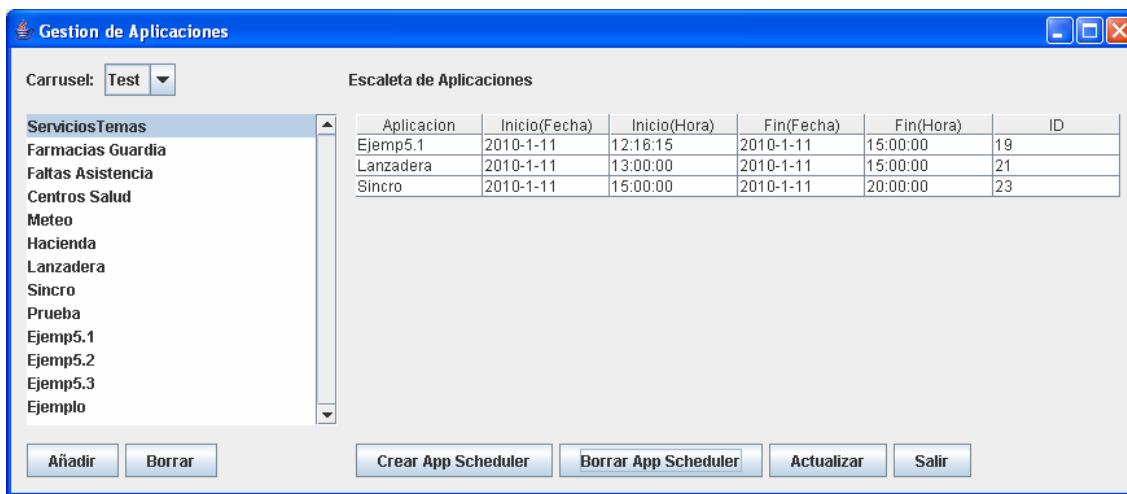 Gestion de Aplicaciones
Carrusel: Test
Escaleta de Aplicaciones
ServiciosTemas
Farmacias Guardia
Faltas Asistencia
Centros Salud
Meteo
Hacienda
Lanzadera
Sincro
Prueba
Ejemp5.1
Ejemp5.2
Ejemp5.3
Ejemplo
Aplicacion Inicio(Fecha) Inicio(Hora) Fin(Fecha) Fin(Hora) ID
Ejemp5.1 2010-1-11 12:16:15 2010-1-11 15:00:00 19
Lanzadera 2010-1-11 13:00:00 2010-1-11 15:00:00 21
Sincro 2010-1-11 15:00:00 2010-1-11 20:00:00 23
Añadir Borrar Crear App Scheduler Borrar App Scheduler Actualizar Salir